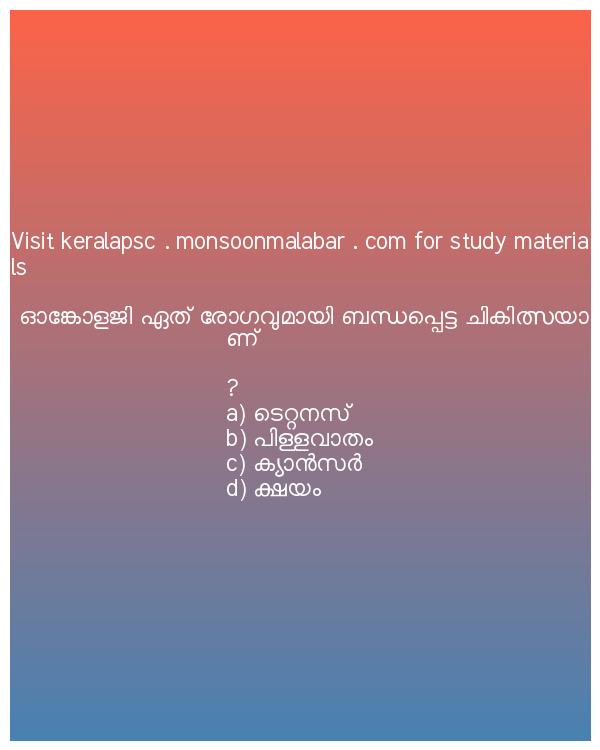 Visit keralapsc . monsoonmalabar . com for study materia
ls
ഓങ്കോളജി ഏത് രോഗവുമായി ബന്ധപ്പെട്ട ചികിത്സയാ
ണ്
?
a) ടെറ്റനസ്
b) പിള്ളവാതം
c) ക്യാൻസർ
d) ക്ഷയം